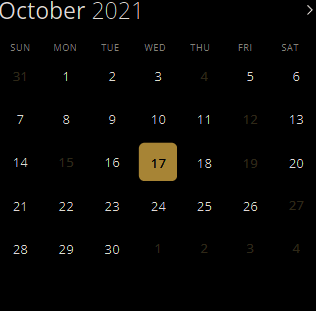 October 2021
SUN MON TUE WED THU FRI SAT
31 1 2 3 4 5 6
7 8 9 10 11 12 13
14 15 16 17 18 19 20
21 22 23 24 25 26 27
28 29 30 1 2 3 4